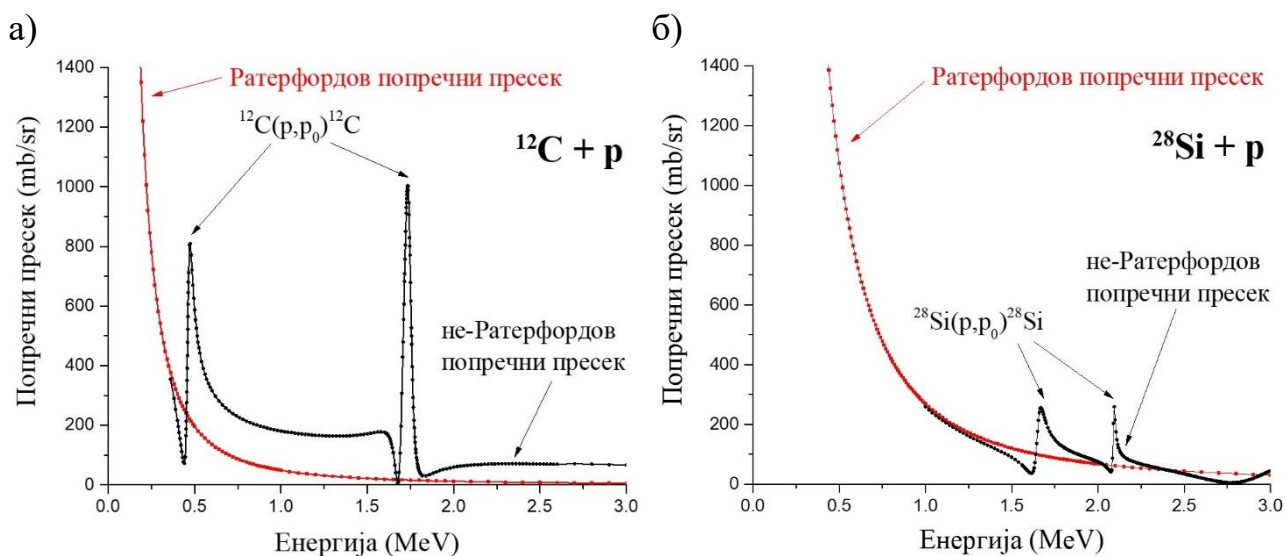 а)
Попречни пресек (mb/sr)
1400
1200
1000
800
600
400
200
0
Ратерфордов попречни пресек
¹²C(p,p₀)¹²C
¹²C + p
не-Ратерфордов
попречни пресек
0.0 0.5 1.0 1.5 2.0 2.5 3.0
Енергија (MeV)
б)
Попречни пресек (mb/sr)
1400
1200
1000
800
600
400
200
0
Ратерфордов попречни пресек
²⁸Si + p
не-Ратерфордов
попречни пресек
²⁸Si(p,p₀)²⁸Si
0.0 0.5 1.0 1.5 2.0 2.5 3.0
Енергија (MeV)